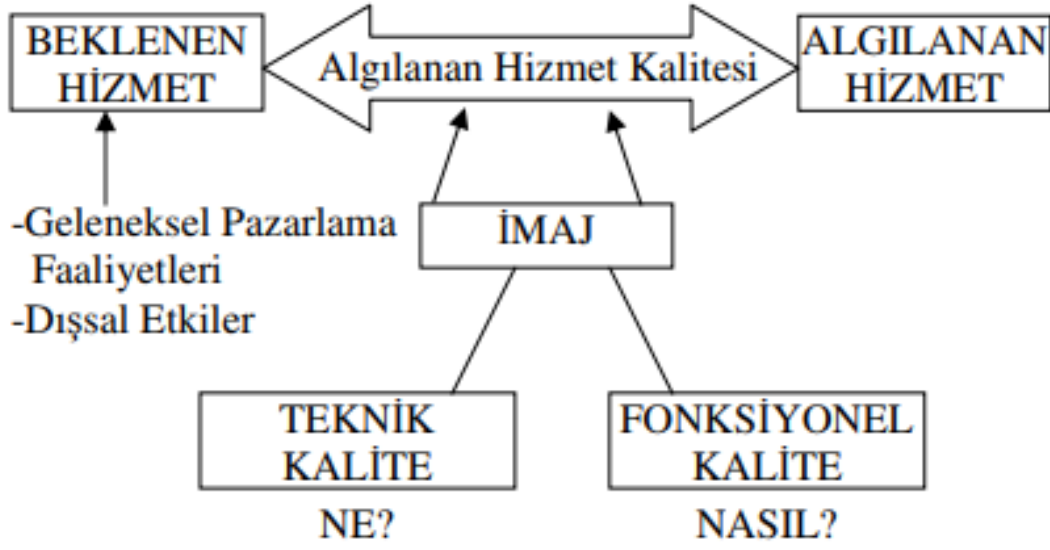 BEKLENEN
HİZMET
Algılanan Hizmet Kalitesi
ALGILANAN
HİZMET
-Geleneksel Pazarlama
Faaliyetleri
-Dışsal Etkiler
İMAJ
TEKNİK
KALİTE
FONKSİYONEL
KALİTE
NE?
NASIL?